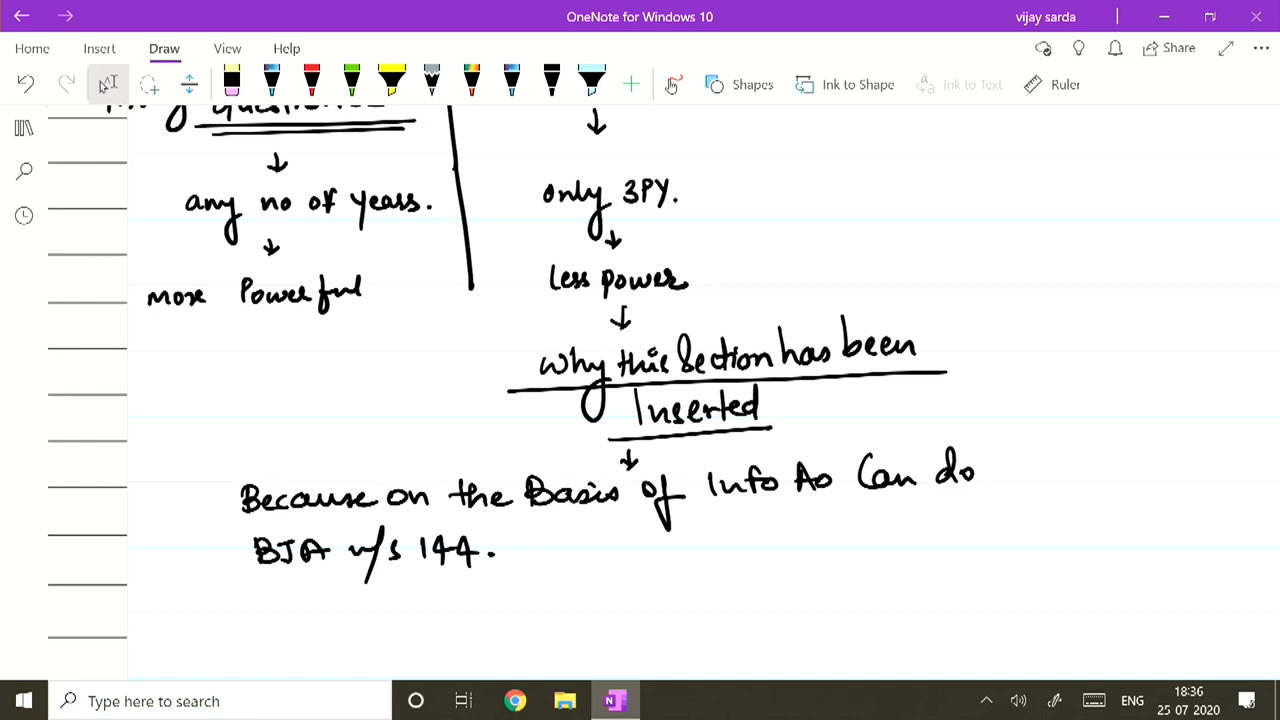 OneNote for Windows 10
vijay sarda
Home
Insert
Draw
View
Help
Share
Shapes
Ink to Shape
Ink to Text
Ruler
any no of years.
more Powerful
only 3PY.
less power
why this Section has been
Inserted
Because on the Basis of Info Ao Can do
BJA u/s 144.
Type here to search
ENG
18:36
25 07 2020